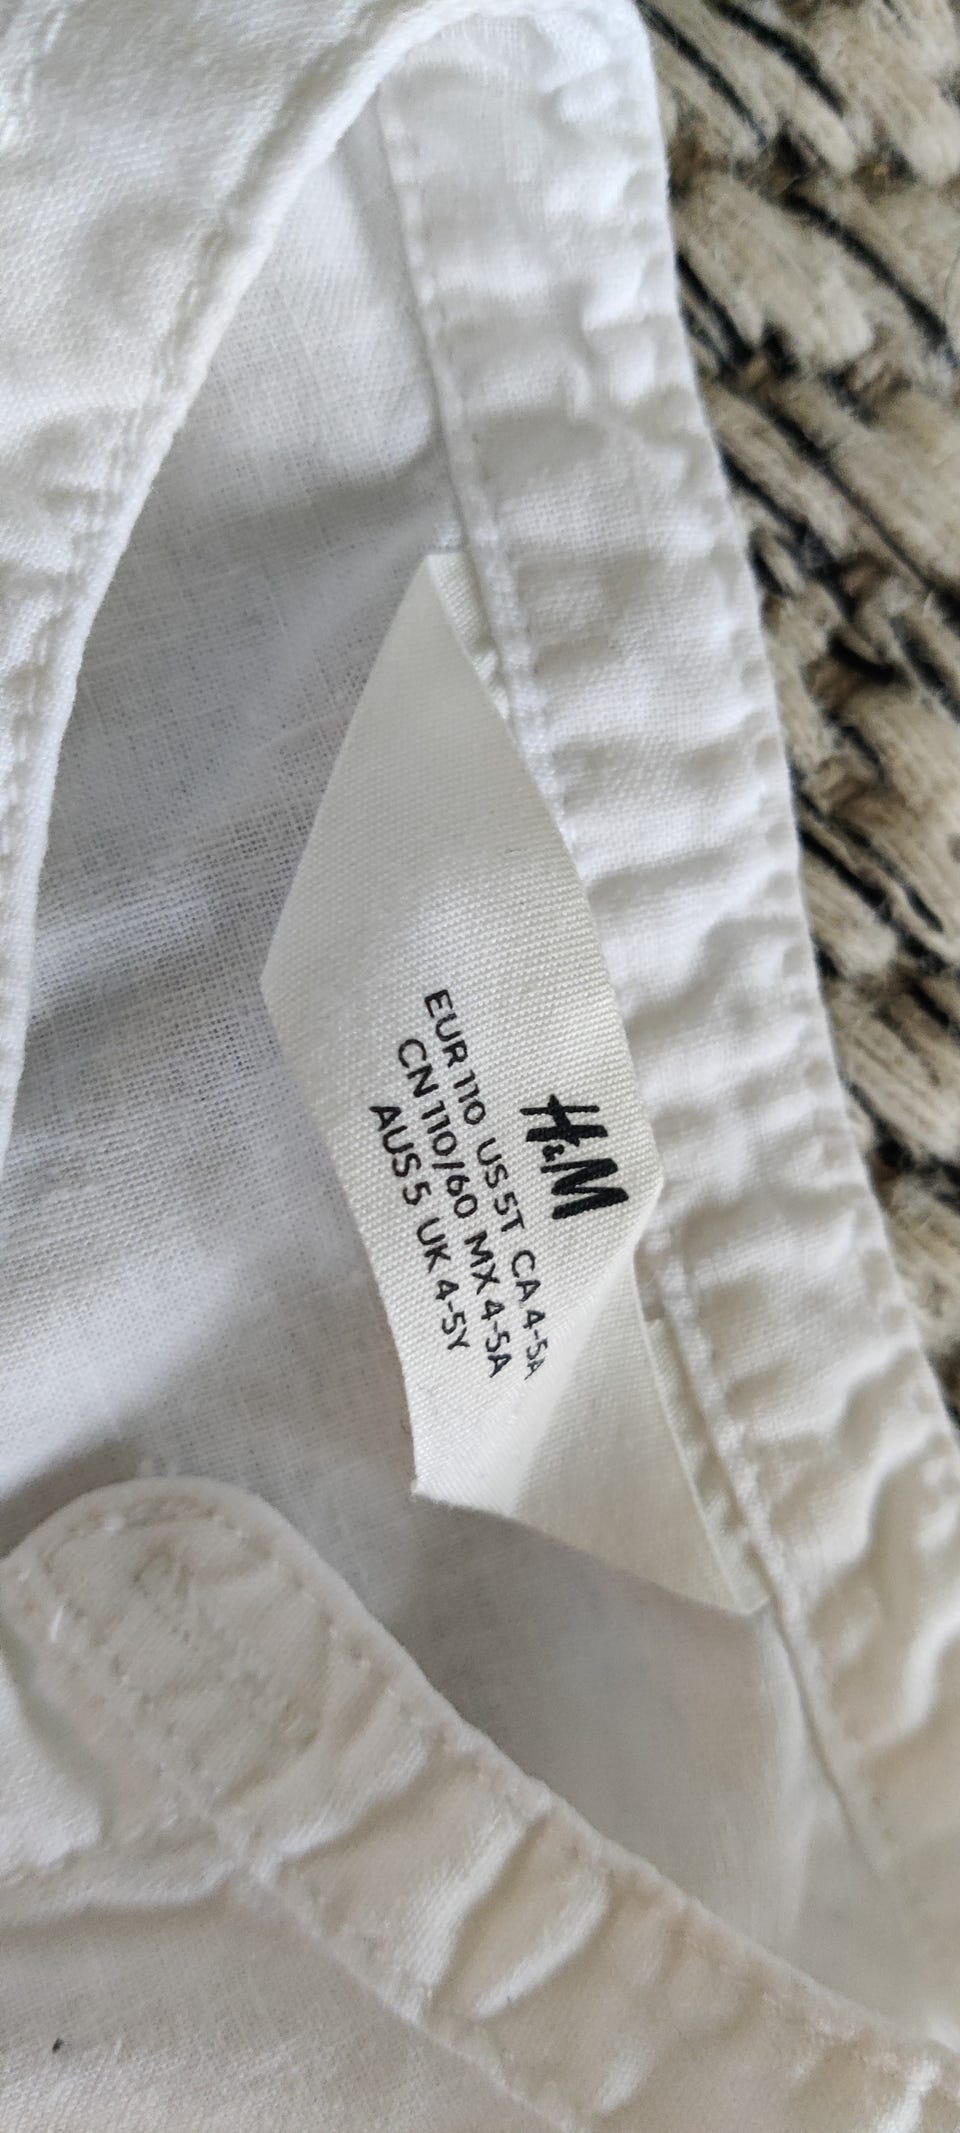 H&M
EUR 110 US 5T CA 4-5A
CN 110/60 MX 4-5A
AUS 5 UK 4-5Y